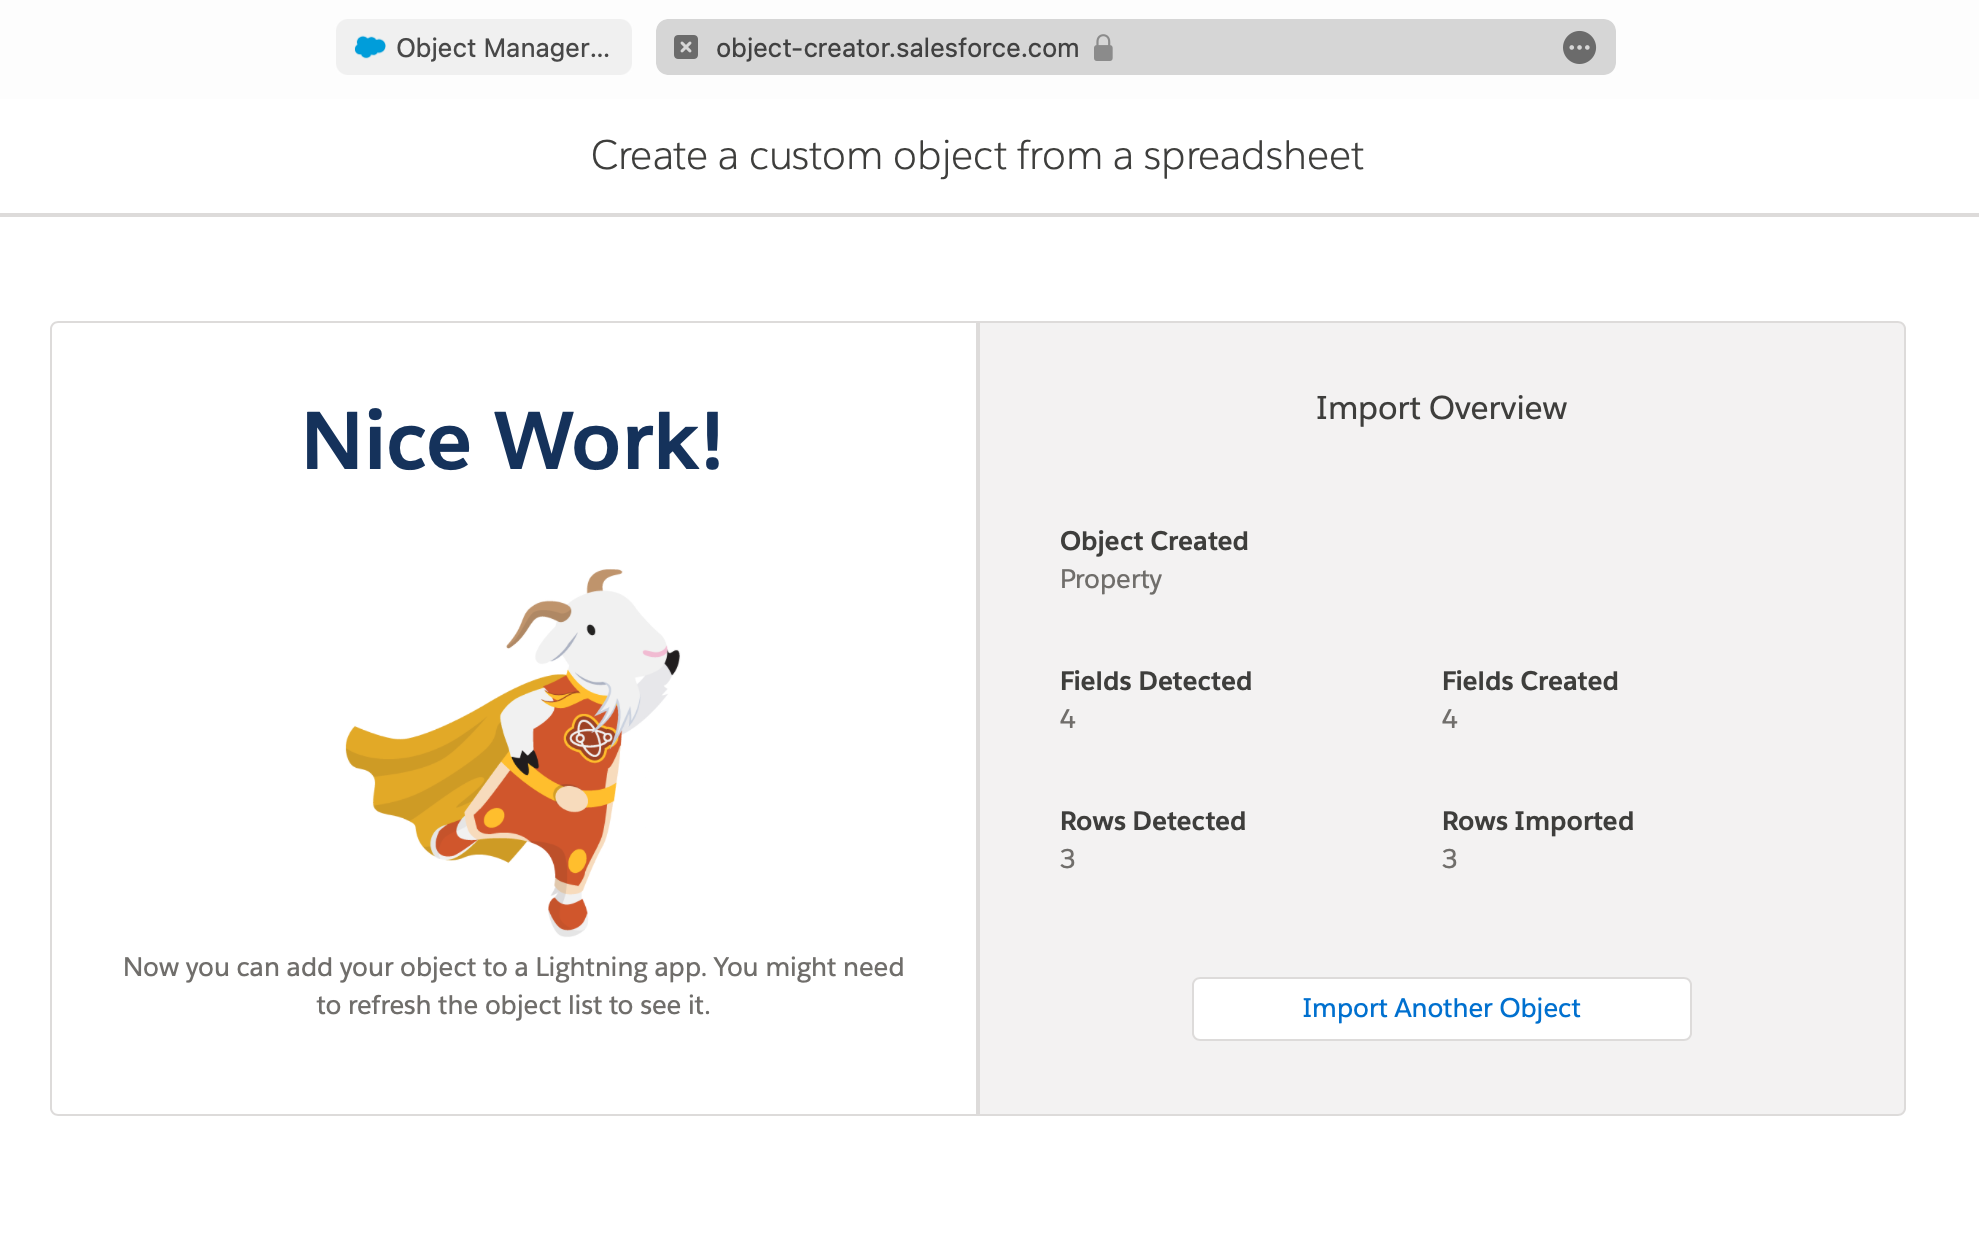 Object Manager...
object-creator.salesforce.com
Create a custom object from a spreadsheet
Nice Work!
Now you can add your object to a Lightning app. You might need
to refresh the object list to see it.
Import Overview
Object Created
Property
Fields Detected
4
Fields Created
4
Rows Detected
3
Rows Imported
3
Import Another Object